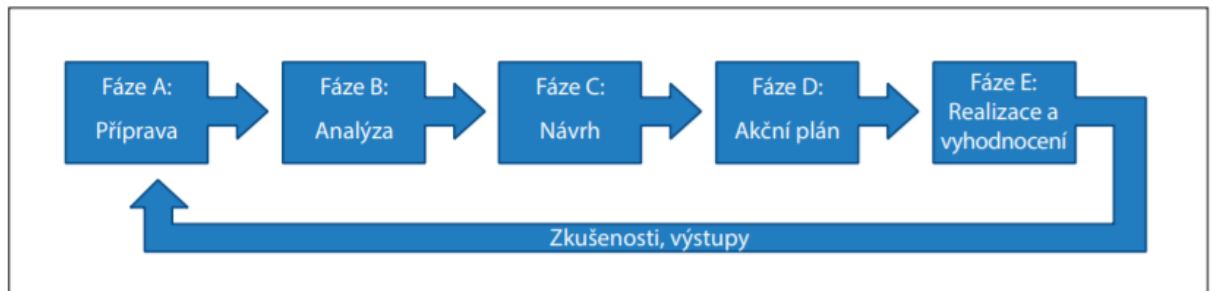 Fáze A:
Příprava
Fáze B:
Analýza
Fáze C:
Návrh
Fáze D:
Akční plán
Fáze E:
Realizace a
vyhodnocení
Zkušenosti, výstupy